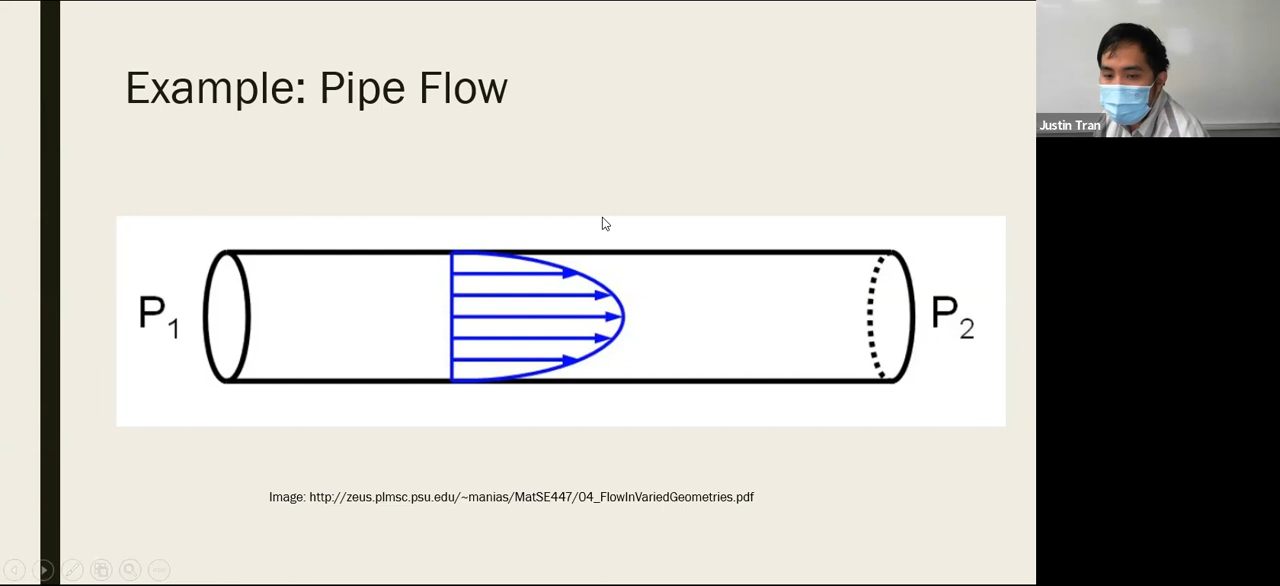 Example: Pipe Flow
Justin Tran
P1
P2
Image: http://zeus.plmsc.psu.edu/~manias/MatSE447/04_FlowInVariedGeometries.pdf